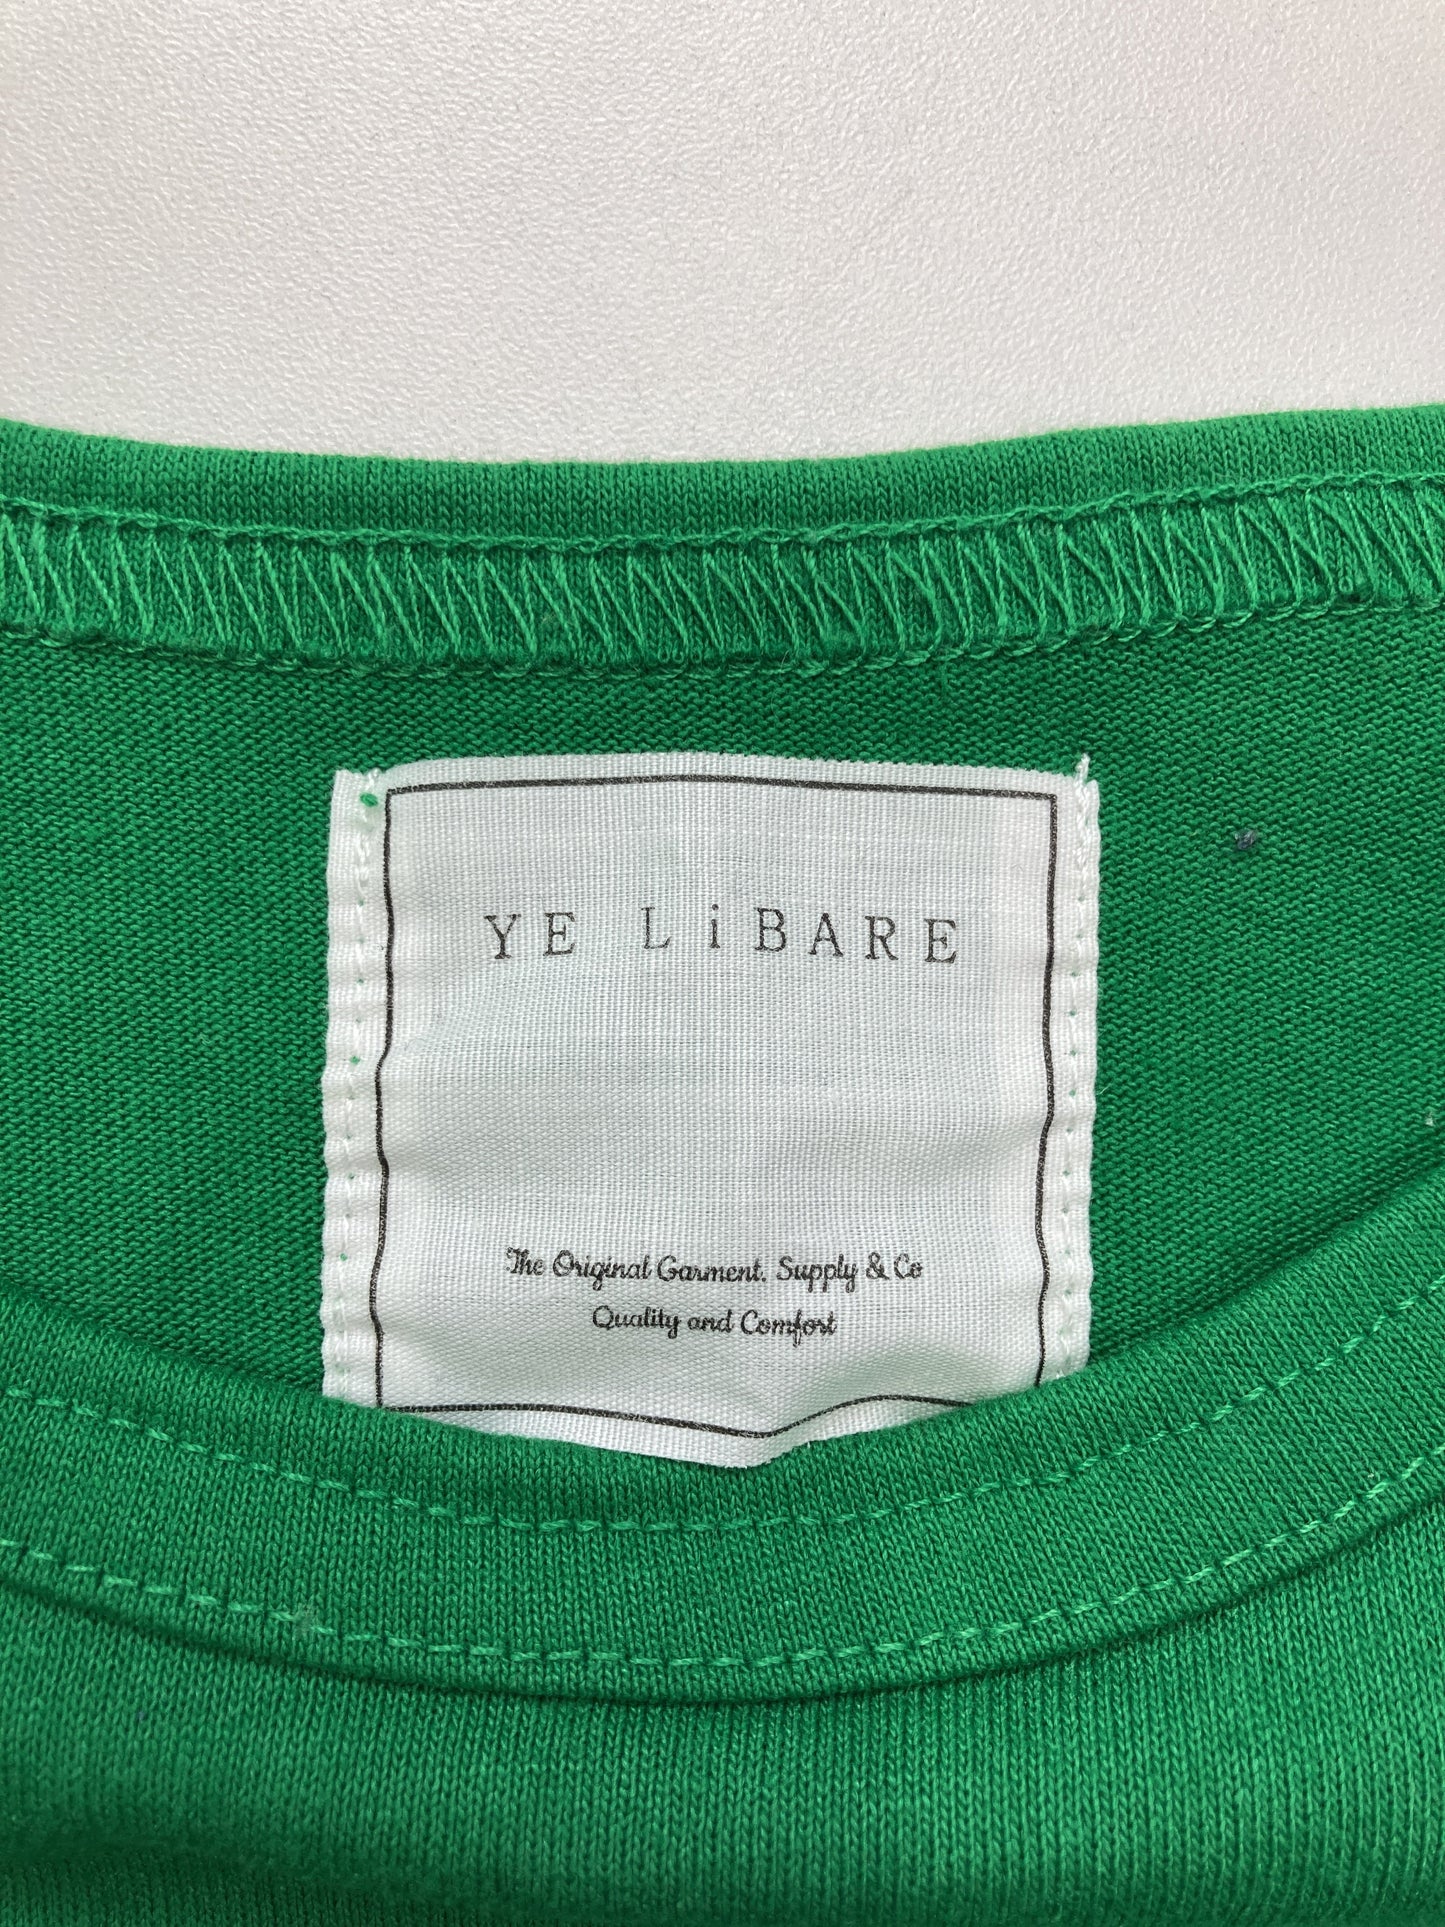 YE LiBARE
The Original Garment. Supply & Co
Quality and Comfort